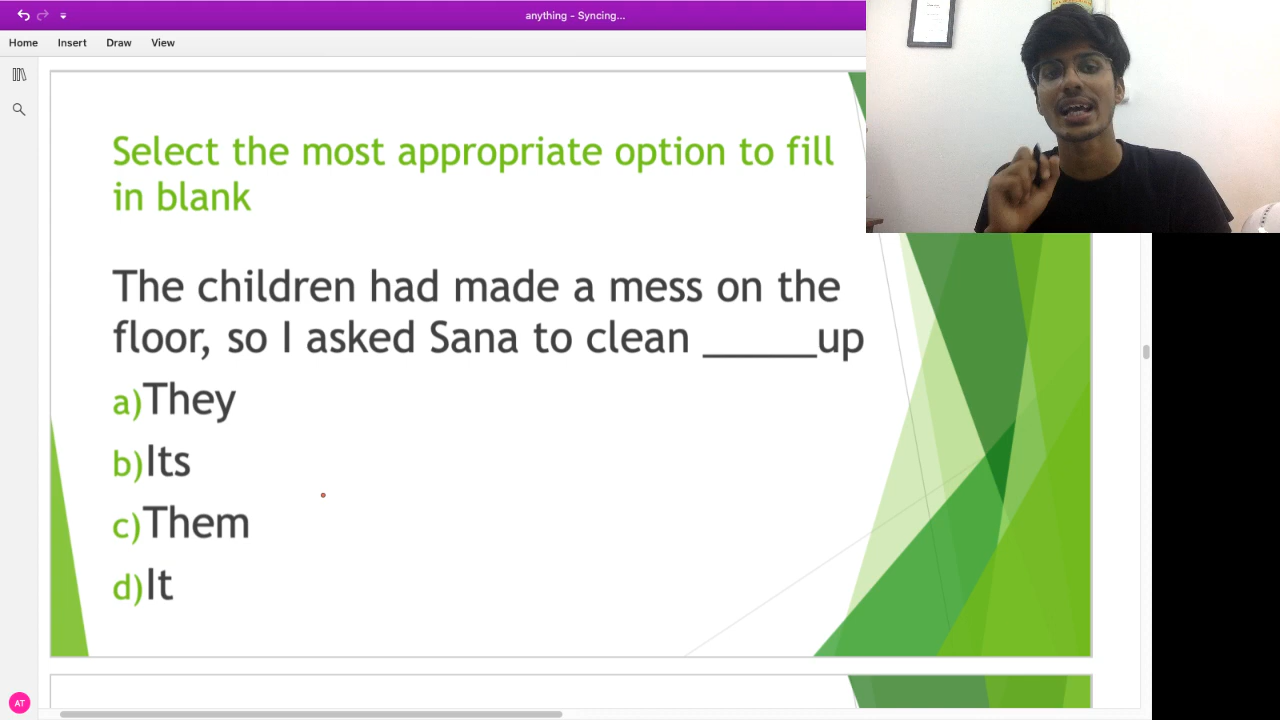 anything – Syncing...
Home Insert Draw View
Select the most appropriate option to fill
in blank
The children had made a mess on the
floor, so I asked Sana to clean _____up
a)They
b)Its
c)Them
d)It
AT